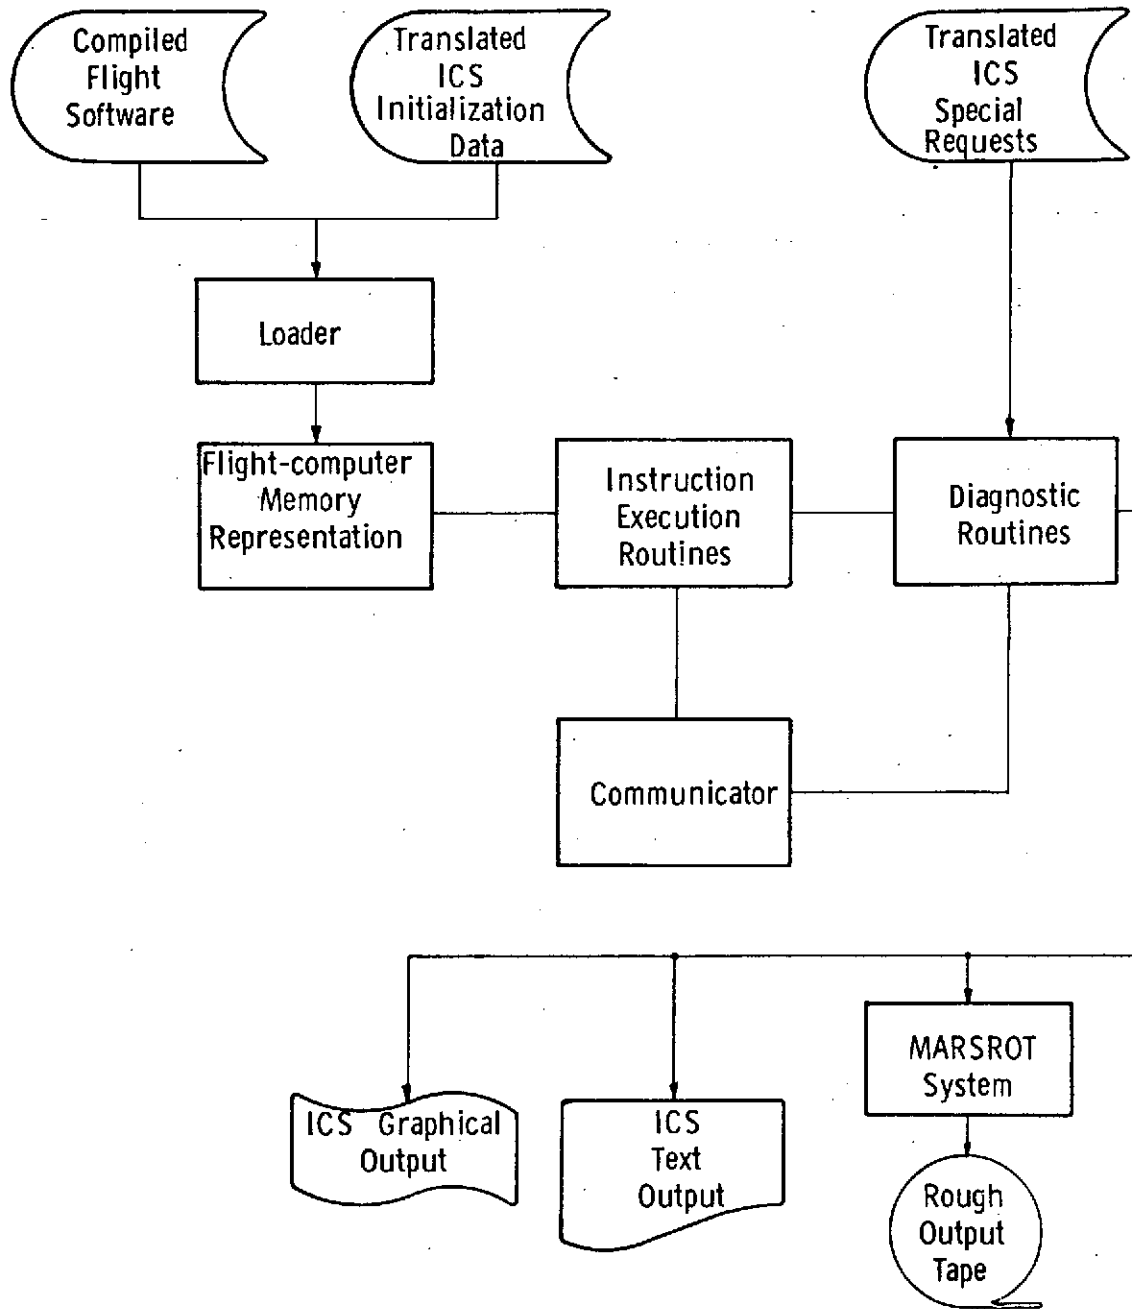 Compiled
Flight
Software
Translated
ICS
Initialization
Data
Translated
ICS
Special
Requests
Loader
Flight-computer
Memory
Representation
Instruction
Execution
Routines
Diagnostic
Routines
Communicator
MARSROT
System
ICS Graphical
Output
ICS
Text
Output
Rough
Output
Tape